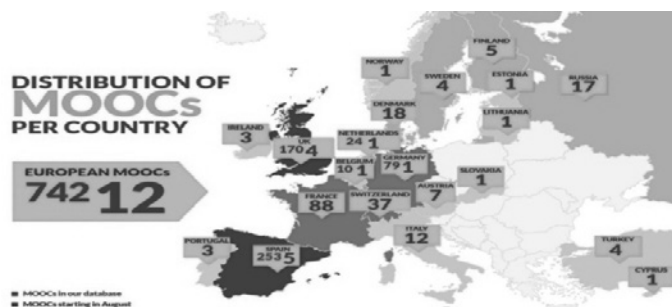 DISTRIBUTION OF
MOOCs
PER COUNTRY
EUROPEAN MOOCs
742 12
NORWAY
1
FINLAND
5
SWEDEN
4
ESTONIA
1
RUSSIA
17
DENMARK
18
LITHUANIA
1
IRELAND
3
UK
170 4
NETHERLANDS
24 1
BELGIUM
10 1
GERMANY
79 1
SLOVAKIA
1
FRANCE
88
SWITZERLAND
37
AUSTRIA
7
ITALY
12
PORTUGAL
3
SPAIN
253 5
TURKEY
4
CYPRUS
1
MOOCs in our database
MOOCs starting in August